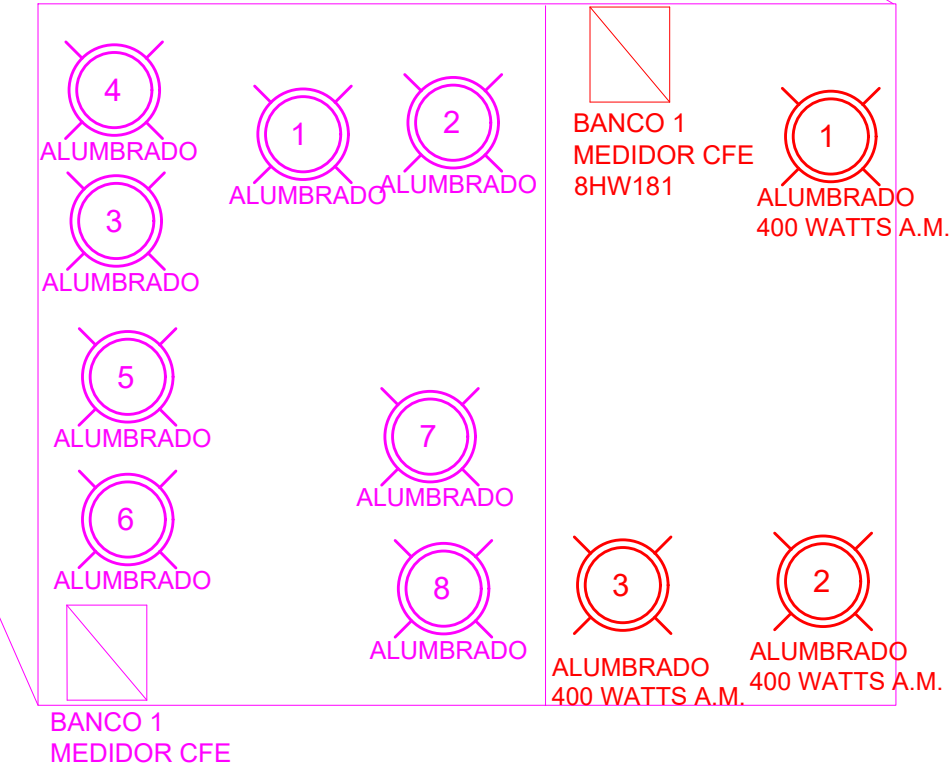 4
ALUMBRADO
1
ALUMBRADO
2
ALUMBRADO
BANCO 1
MEDIDOR CFE
8HW181
1
ALUMBRADO
400 WATTS A.M.
3
ALUMBRADO
5
ALUMBRADO
7
ALUMBRADO
6
ALUMBRADO
8
ALUMBRADO
3
ALUMBRADO
400 WATTS A.M.
2
ALUMBRADO
400 WATTS A.M.
BANCO 1
MEDIDOR CFE